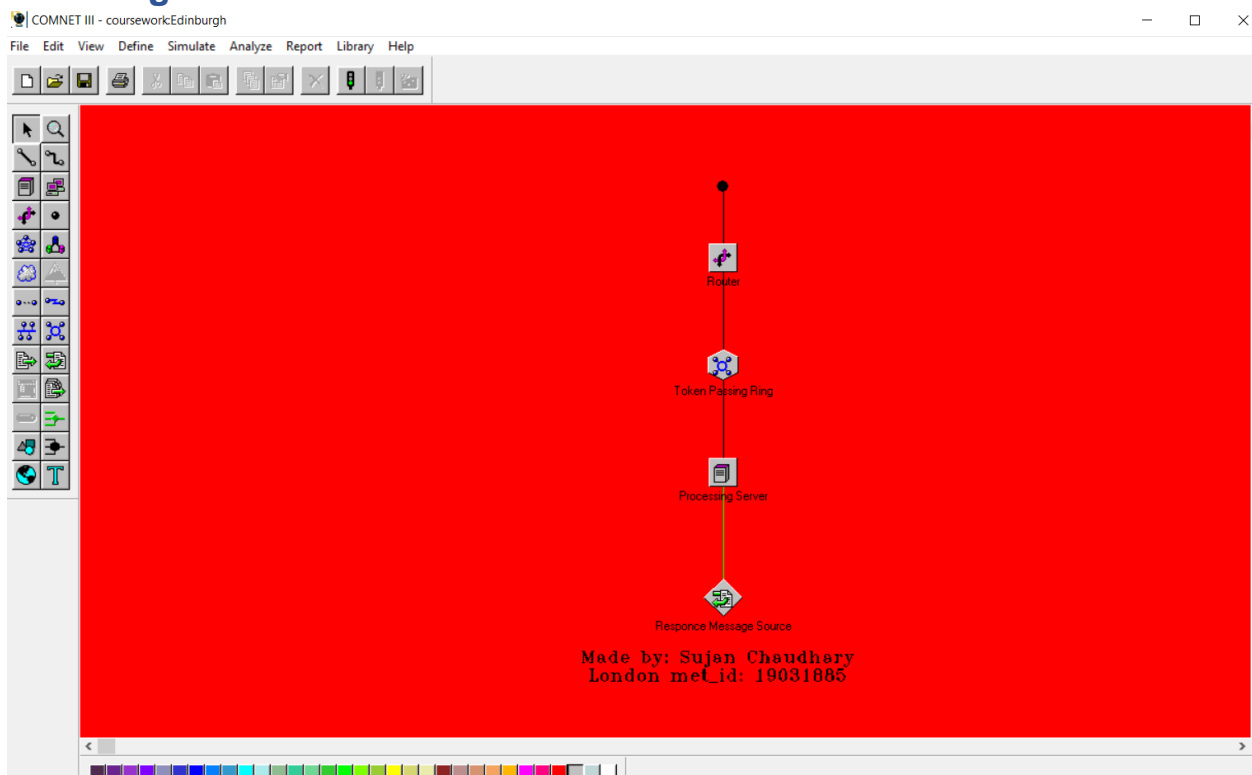 COMNET III - coursework:Edinburgh
File Edit View Define Simulate Analyze Report Library Help
Router
Token Passing Ring
Processing Server
Responce Message Source
Made by: Sujan Chaudhary
London met_id: 19031885
T